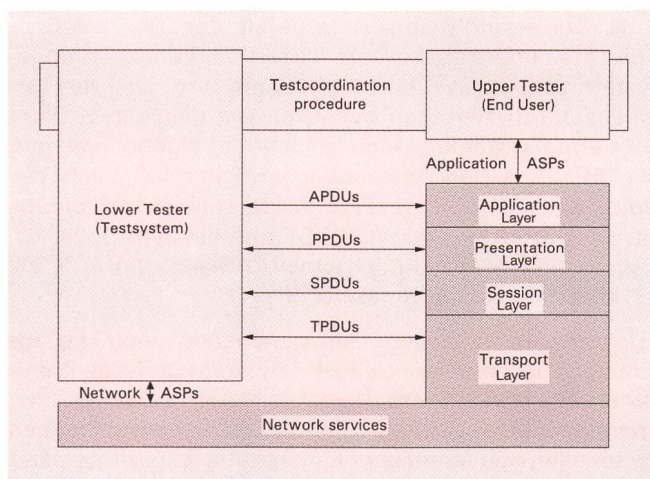 Testcoordination
procedure
Upper Tester
(End User)
Application ASPs
Lower Tester
(Testsystem)
APDUs
Application
Layer
PPDUs
Presentation
Layer
SPDUs
Session
Layer
TPDUs
Transport
Layer
Network ASPs
Network services